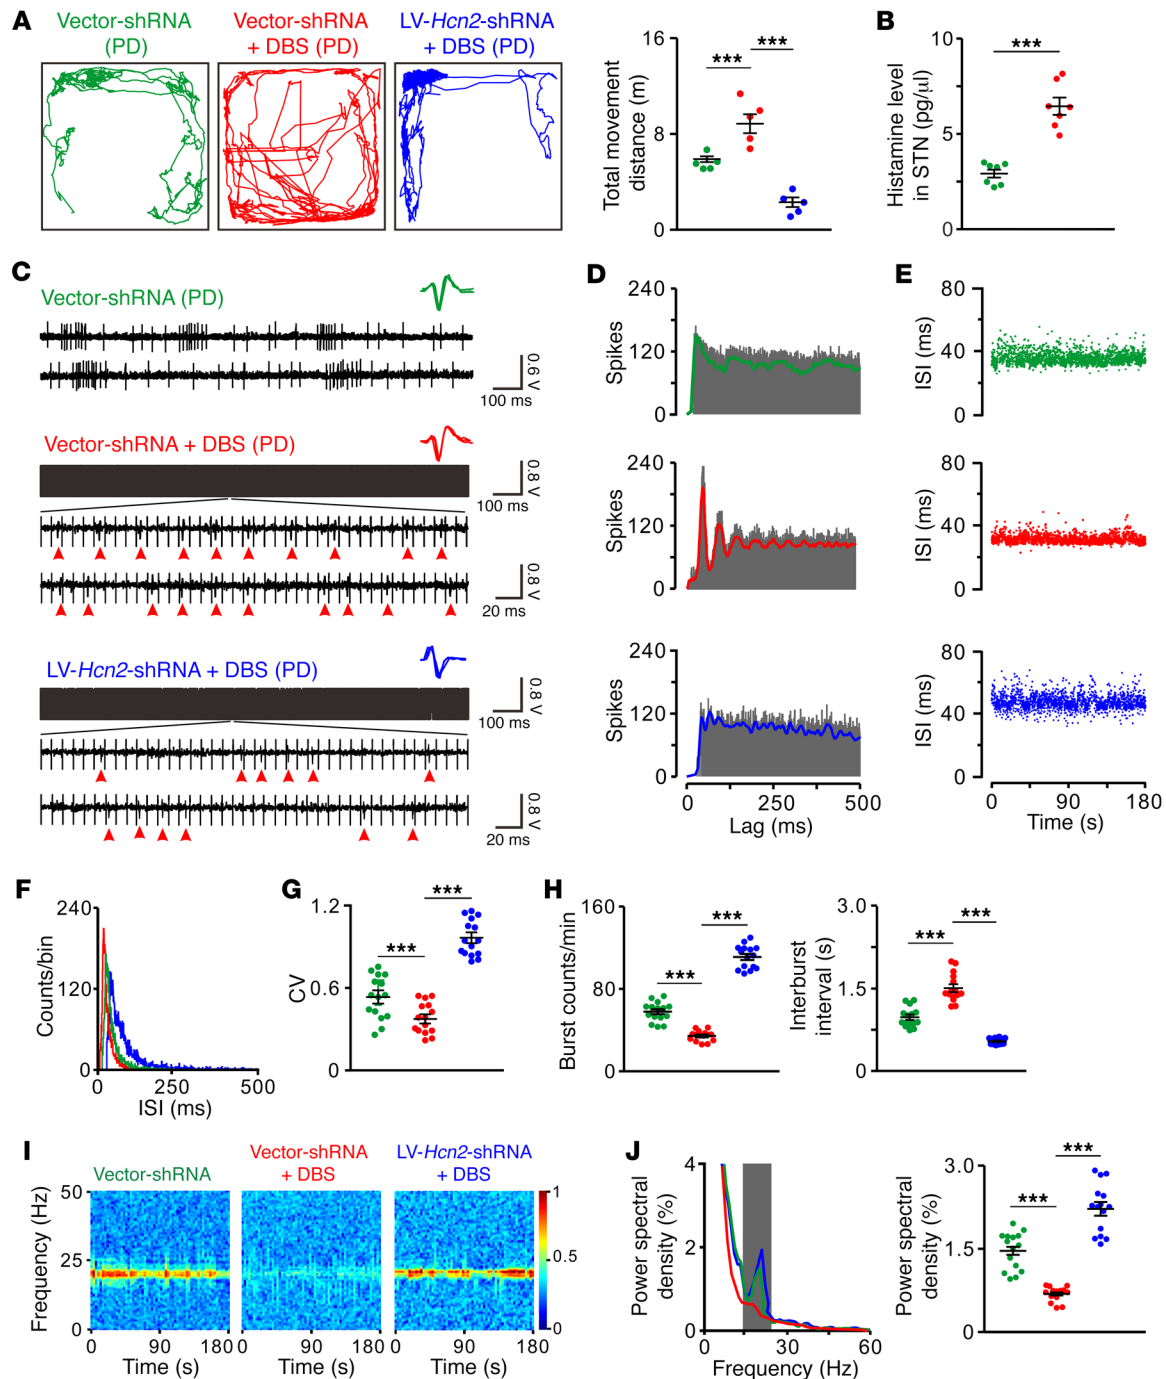 A
Vector-shRNA
(PD)
Vector-shRNA
+ DBS (PD)
LV-Hcn2-shRNA
+ DBS (PD)
Total movement
distance (m)
16
8
0
***
***
B
Histamine level
in STN (pg/µl)
10
5
0
***
C
Vector-shRNA (PD)
0.6 V
100 ms
Vector-shRNA + DBS (PD)
0.8 V
100 ms
0.8 V
20 ms
LV-Hcn2-shRNA + DBS (PD)
0.8 V
100 ms
0.8 V
20 ms
D
Spikes
240
120
0
Spikes
240
120
0
Spikes
240
120
0
0
250
500
Lag (ms)
E
ISI (ms)
80
40
0
ISI (ms)
80
40
0
ISI (ms)
80
40
0
0
90
180
Time (s)
F
Counts/bin
240
120
0
0
250
500
ISI (ms)
G
CV
1.2
0.6
0
***
***
H
Burst counts/min
160
80
0
***
***
Interburst
interval (s)
3.0
1.5
0
***
***
I
Vector-shRNA
Vector-shRNA
+ DBS
LV-Hcn2-shRNA
+ DBS
Frequency (Hz)
50
25
0
0 90 180
Time (s)
0 90 180
Time (s)
0 90 180
Time (s)
1
0.5
0
J
Power spectral
density (%)
4
2
0
0
30
60
Frequency (Hz)
Power spectral
density (%)
3.0
1.5
0
***
***